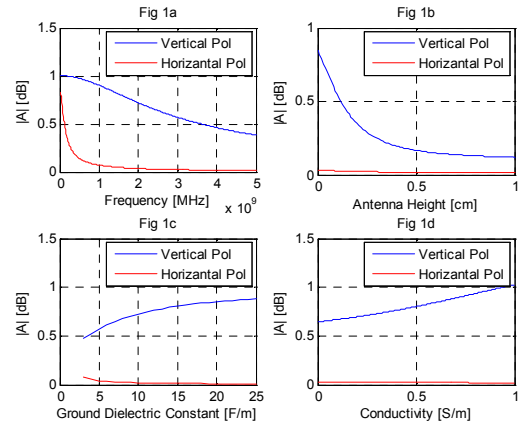 Fig 1a
Vertical Pol
Horizantal Pol
|A| [dB]
1.5
1
0.5
0
0 1 2 3 4 5
Frequency [MHz]
x 10^9
Fig 1b
Vertical Pol
Horizantal Pol
|A| [dB]
1
0.5
0
0 0.5 1
Antenna Height [cm]
Fig 1c
Vertical Pol
Horizantal Pol
|A| [dB]
1.5
1
0.5
0
0 5 10 15 20 25
Ground Dielectric Constant [F/m]
Fig 1d
Vertical Pol
Horizantal Pol
|A| [dB]
1.5
1
0.5
0
0 0.5 1
Conductivity [S/m]